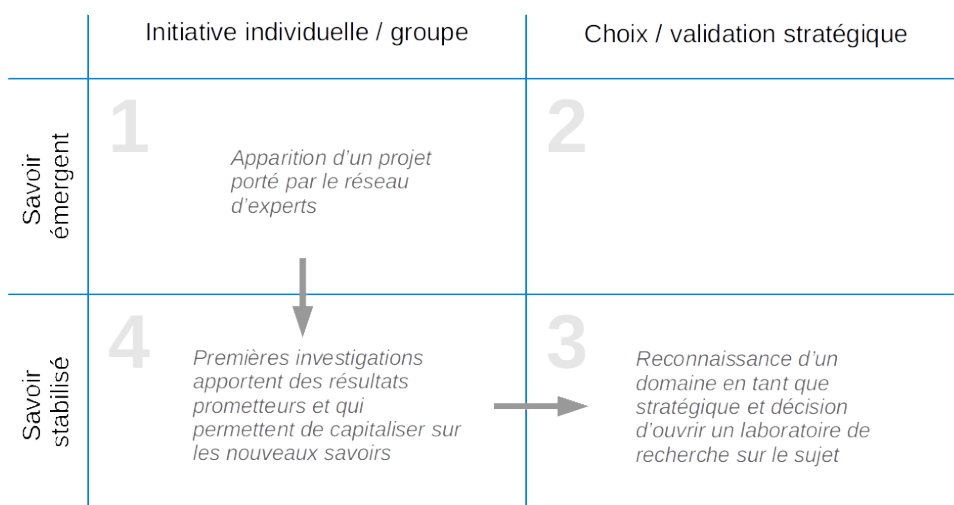 Initiative individuelle / groupe
Choix / validation stratégique
Savoir
émergent
1
Apparition d'un projet
porté par le réseau
d'experts
2
Savoir
stabilisé
4
Premières investigations
apportent des résultats
prometteurs et qui
permettent de capitaliser sur
les nouveaux savoirs
3
Reconnaissance d'un
domaine en tant que
stratégique et décision
d'ouvrir un laboratoire de
recherche sur le sujet